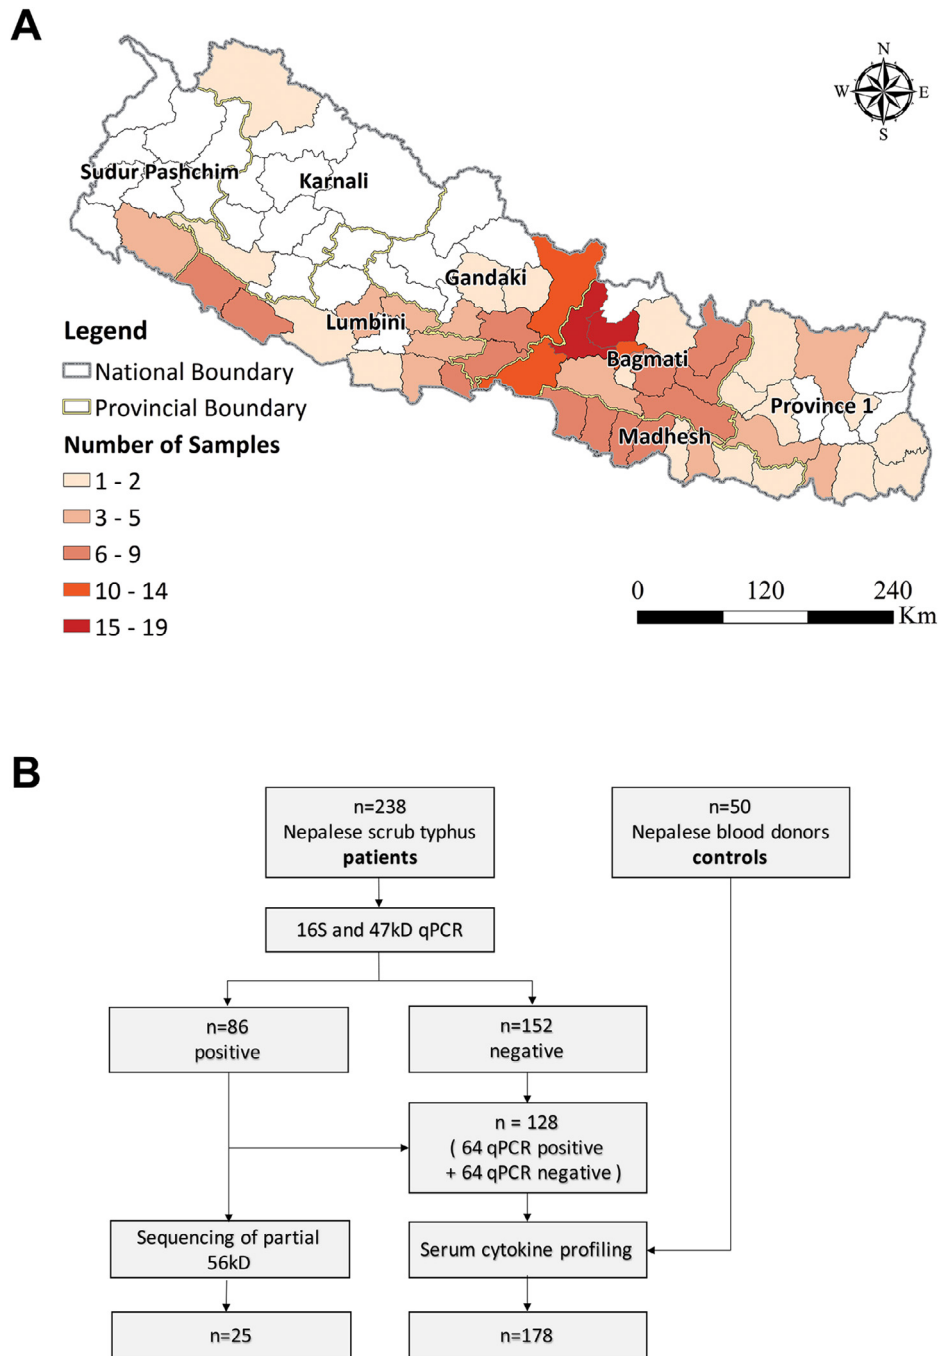 A
N
W
E
S
Sudur Pashchim
Karnali
Gandaki
Lumbini
Bagmati
Province 1
Madhesh
Legend
National Boundary
Provincial Boundary
Number of Samples
1 - 2
3 - 5
6 - 9
10 - 14
15 - 19
0 120 240
Km
B
n=238
Nepalese scrub typhus
patients
n=50
Nepalese blood donors
controls
16S and 47kD qPCR
n=86
positive
n=152
negative
n = 128
( 64 qPCR positive
+ 64 qPCR negative )
Sequencing of partial
56kD
Serum cytokine profiling
n=25
n=178